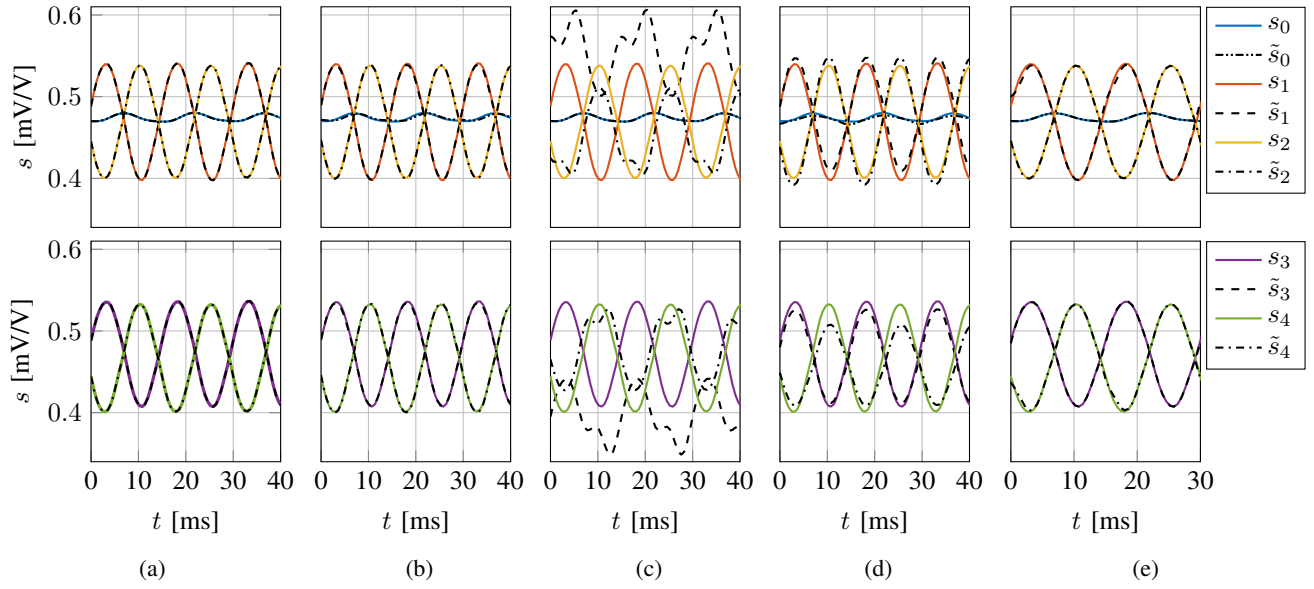 0.6
0.5
0.4
s [mV/V]
s₀
s̃₀
s₁
s̃₁
s₂
s̃₂
0.6
0.5
0.4
s [mV/V]
s₃
s̃₃
s₄
s̃₄
0 10 20 30 40
0 10 20 30 40
0 10 20 30 40
0 10 20 30 40
0 10 20 30
t [ms]
t [ms]
t [ms]
t [ms]
t [ms]
(a)
(b)
(c)
(d)
(e)